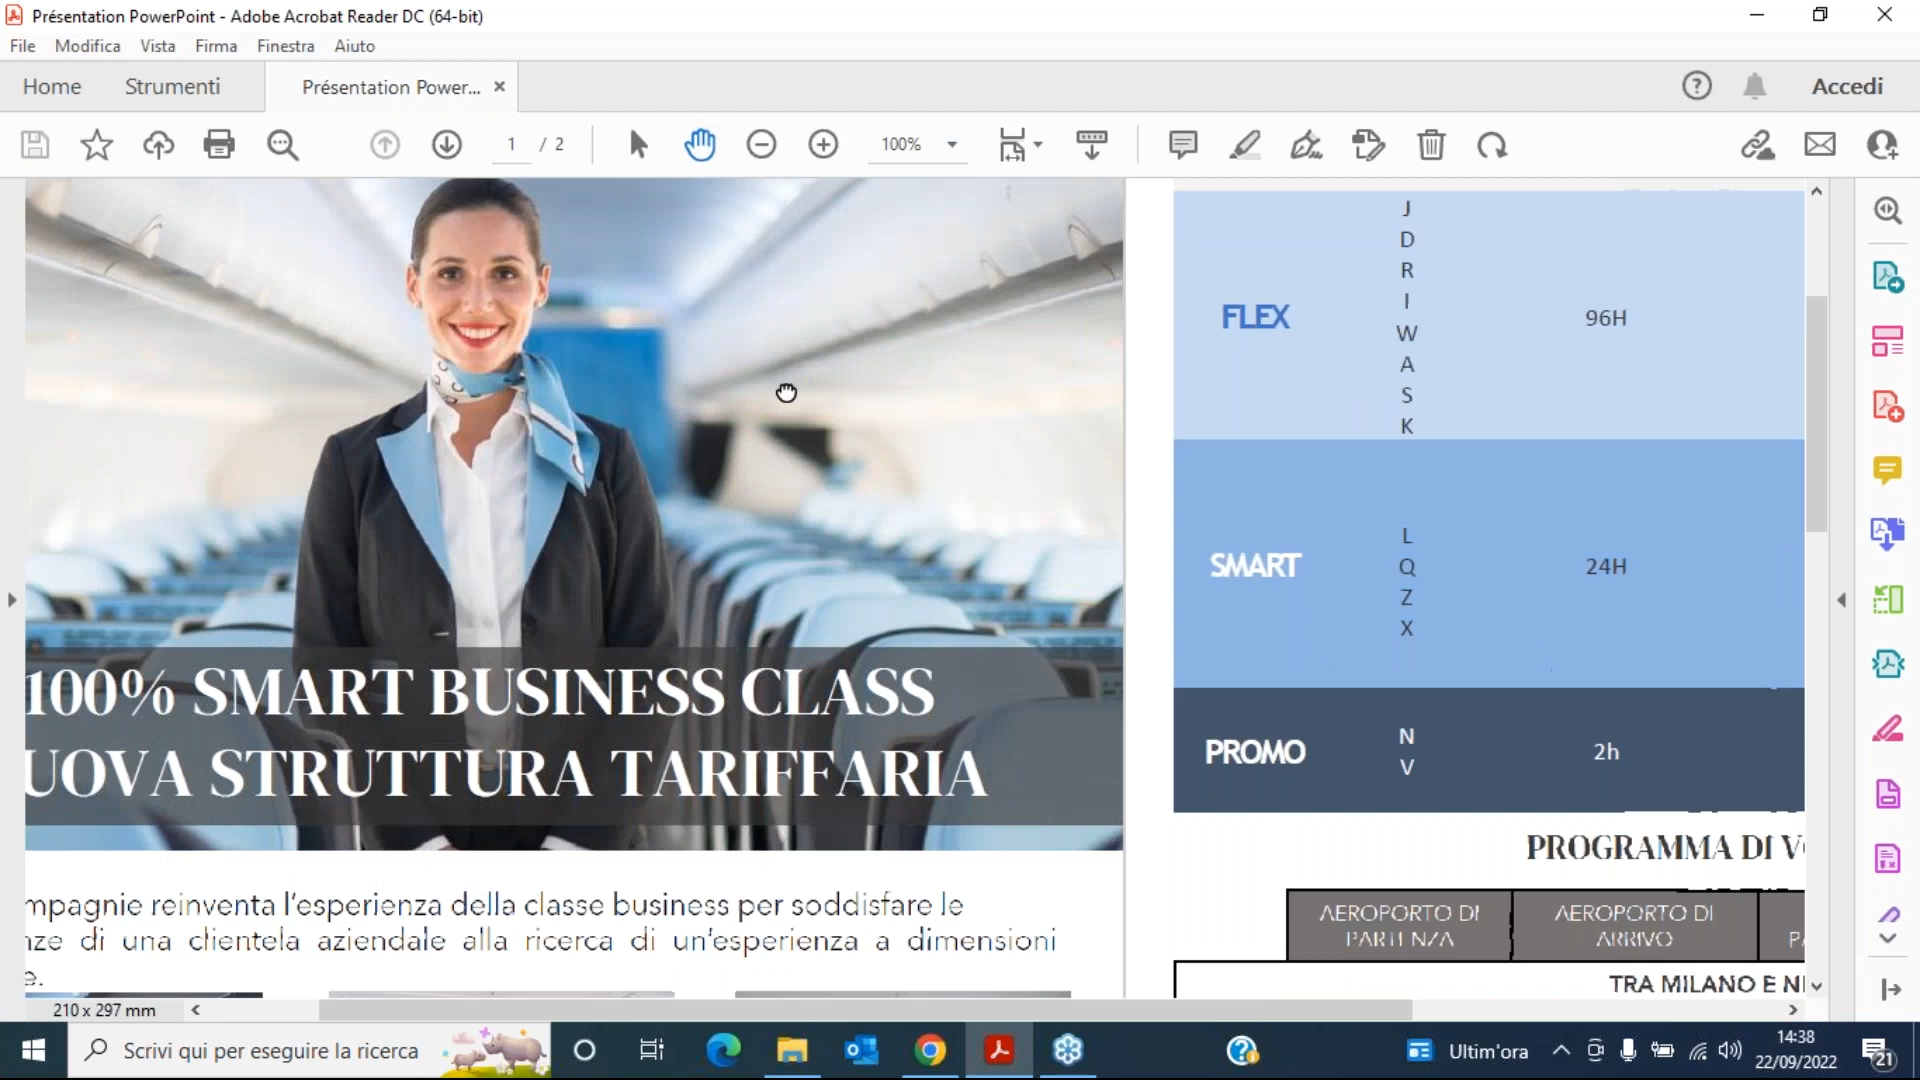 Présentation PowerPoint - Adobe Acrobat Reader DC (64-bit)
File Modifica Vista Firma Finestra Aiuto
Home Strumenti Présentation Power... × Accedi
1 / 2 100%
J
D
R
I
FLEX 96H
W
A
S
K
L
SMART Q 24H
Z
X
PROMO N 2h
V
100% SMART BUSINESS CLASS
UOVA STRUTTURA TARIFFARIA
mpagnie reinventa l'esperienza della classe business per soddisfare le
nze di una clientela aziendale alla ricerca di un'esperienza a dimensioni
e.
PROGRAMMA DI V
AEROPORTO DI PARTENZA
AEROPORTO DI ARRIVO
TRA MILANO E N
210 x 297 mm
Scrivi qui per eseguire la ricerca
Ultim'ora
14:38
22/09/2022
21